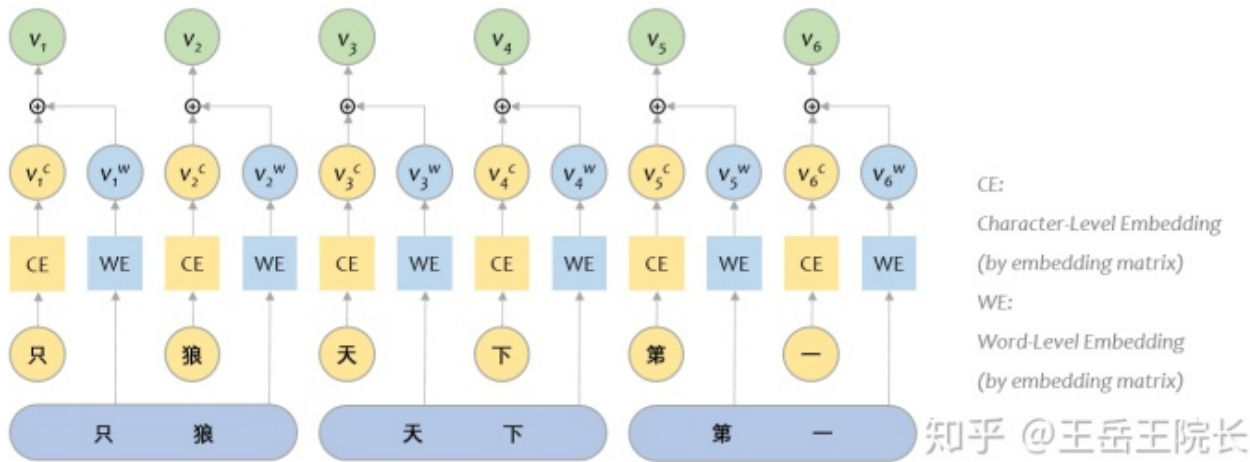 v₁ v₂ v₃ v₄ v₅ v₆
v₁ᶜ v₁ʷ v₂ᶜ v₂ʷ v₃ᶜ v₃ʷ v₄ᶜ v₄ʷ v₅ᶜ v₅ʷ v₆ᶜ v₆ʷ
CE WE CE WE CE WE CE WE CE WE CE WE
只 狼 天 下 第 一
只 狼 天 下 第 一
CE:
Character-Level Embedding
(by embedding matrix)
WE:
Word-Level Embedding
(by embedding matrix)
知乎 @王岳王院长